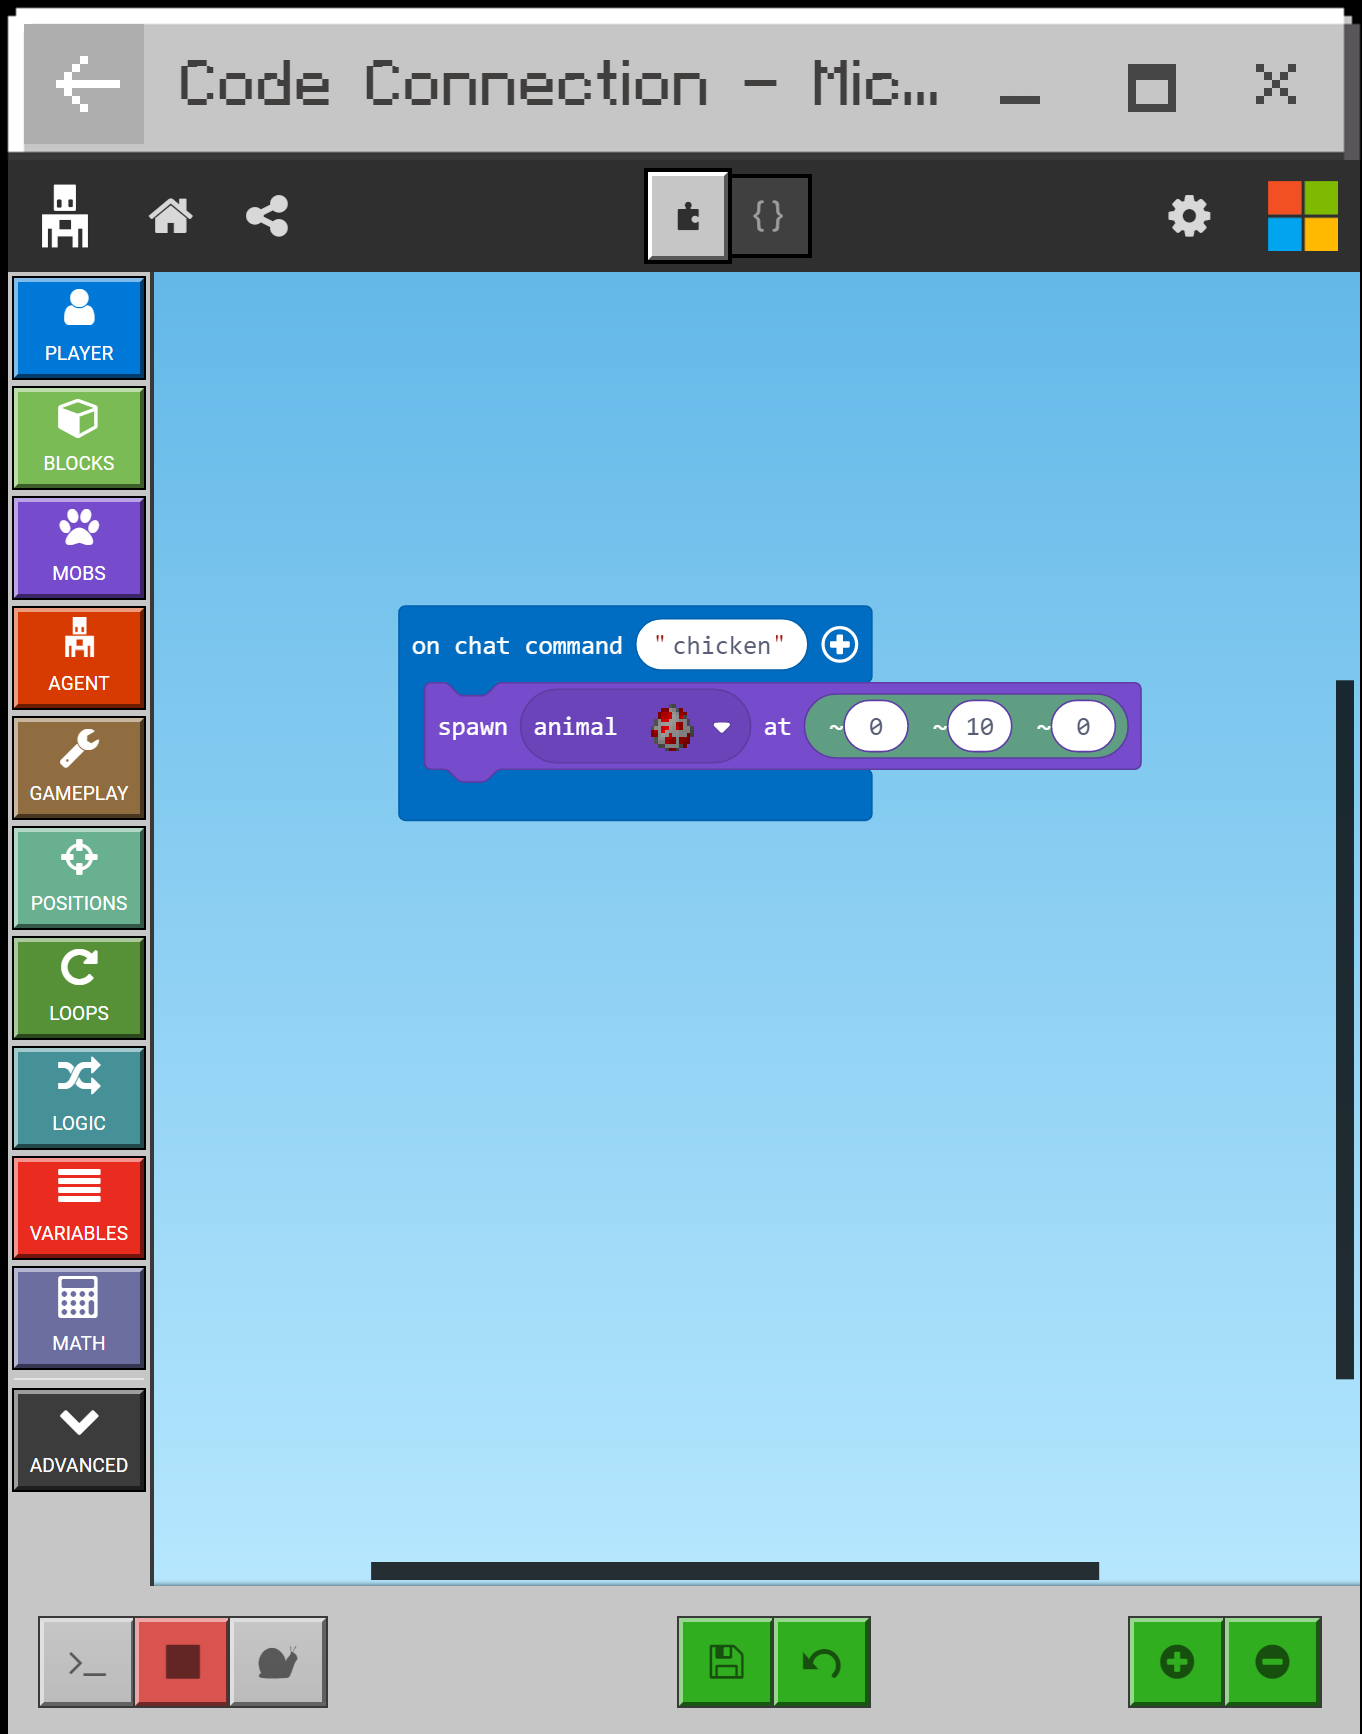 Code Connection - Mic...
{}
PLAYER
BLOCKS
MOBS
AGENT
GAMEPLAY
POSITIONS
LOOPS
LOGIC
VARIABLES
MATH
ADVANCED
on chat command "chicken"
spawn animal at ~0 ~10 ~0
>_